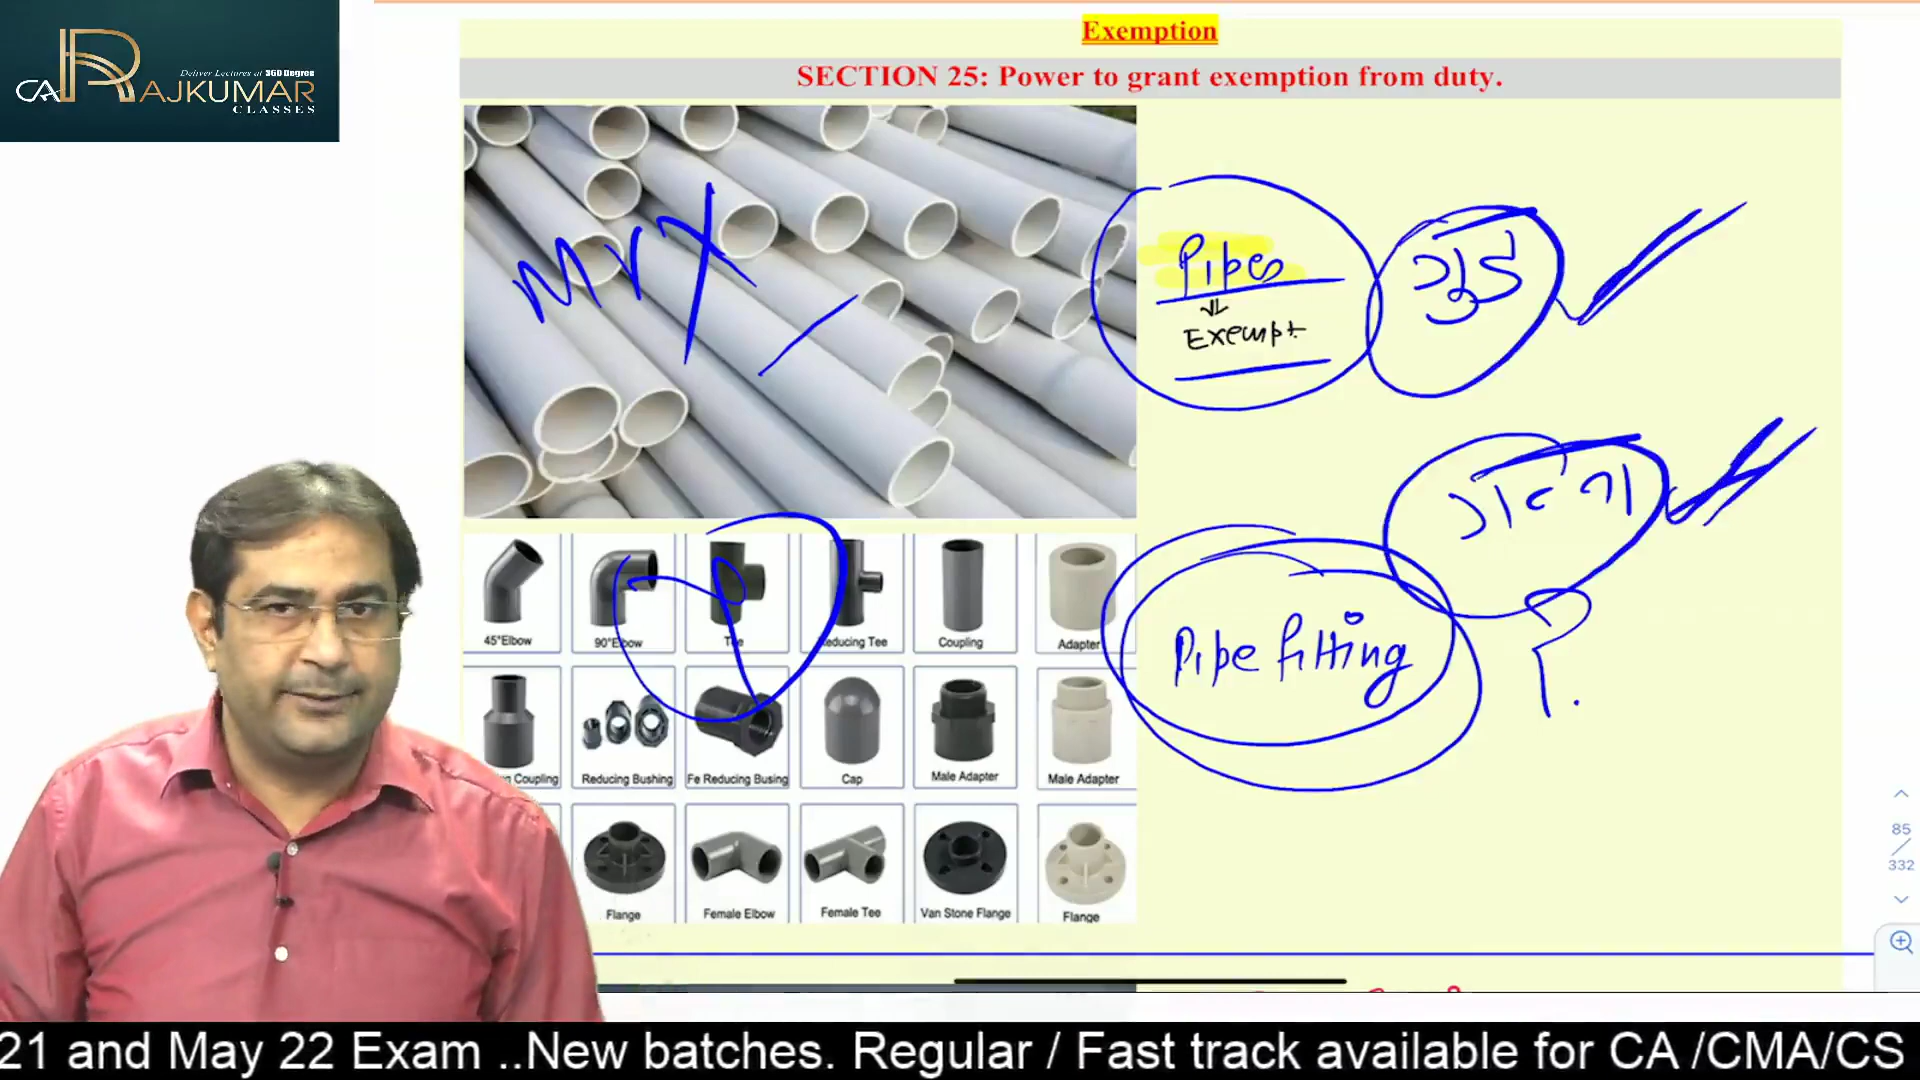 CA RAJKUMAR
Deliver Lectures at 360 Degree
CLASSES
Exemption
SECTION 25: Power to grant exemption from duty.
Mr X
Pipes
Exempt
गुड़
गन्ना
Pipe fitting
?
45°Elbow
90°Elbow
Tee
Reducing Tee
Coupling
Adapter
Coupling
Reducing Bushing
Fe Reducing Busing
Cap
Male Adapter
Male Adapter
Flange
Female Elbow
Female Tee
Van Stone Flange
Flange
85
332
21 and May 22 Exam ..New batches. Regular / Fast track available for CA /CMA/CS